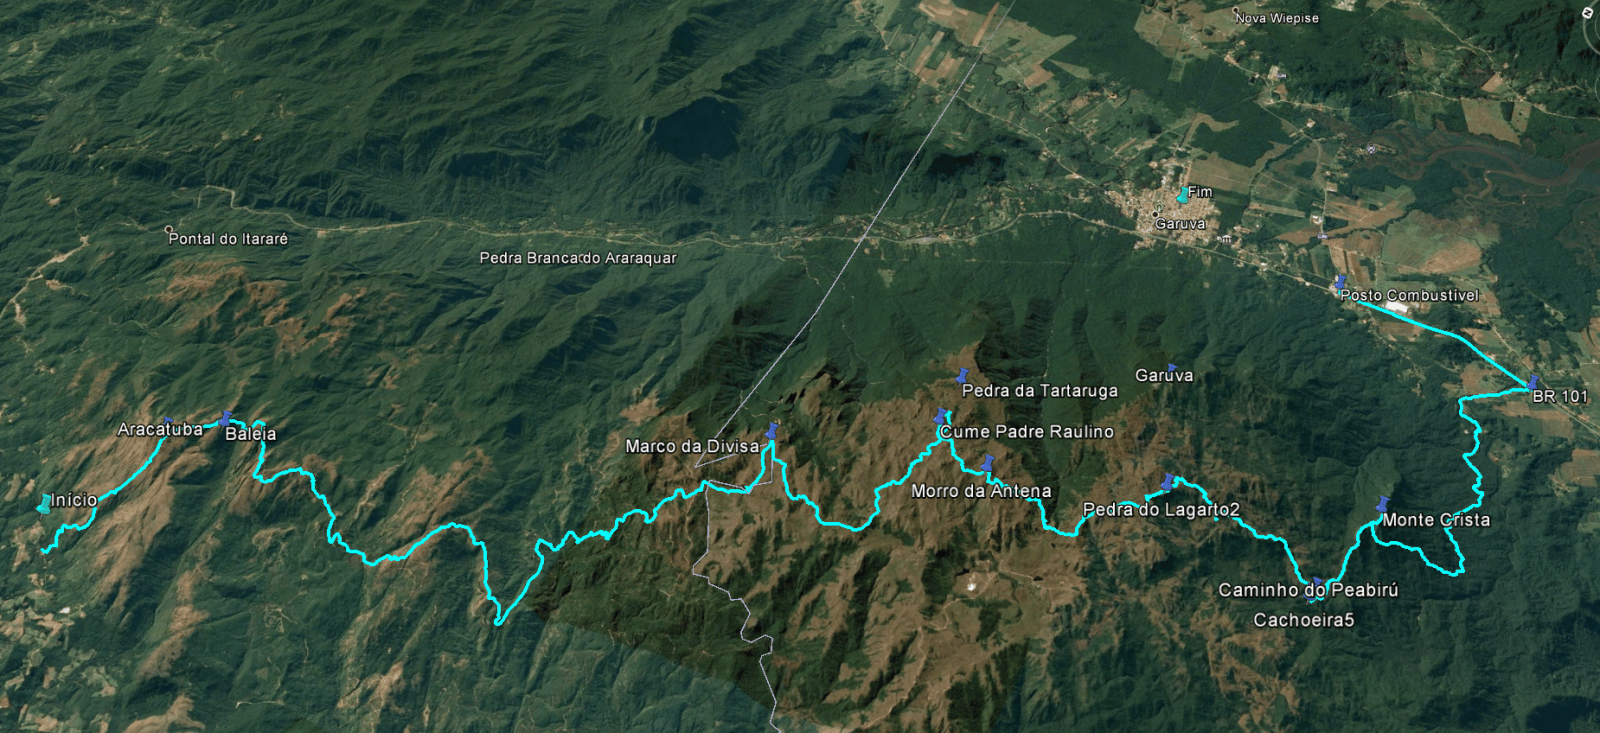 Nova Wiepise
Fim
Garuva
Pontal do Itararé
Pedra Branca do Araraquar
Posto Combustivel
Garuva
Pedra da Tartaruga
BR 101
Aracatuba
Baleia
Cume Padre Raulino
Marco da Divisa
Morro da Antena
Início
Pedra do Lagarto2
Monte Crista
Caminho do Peabirú
Cachoeira5